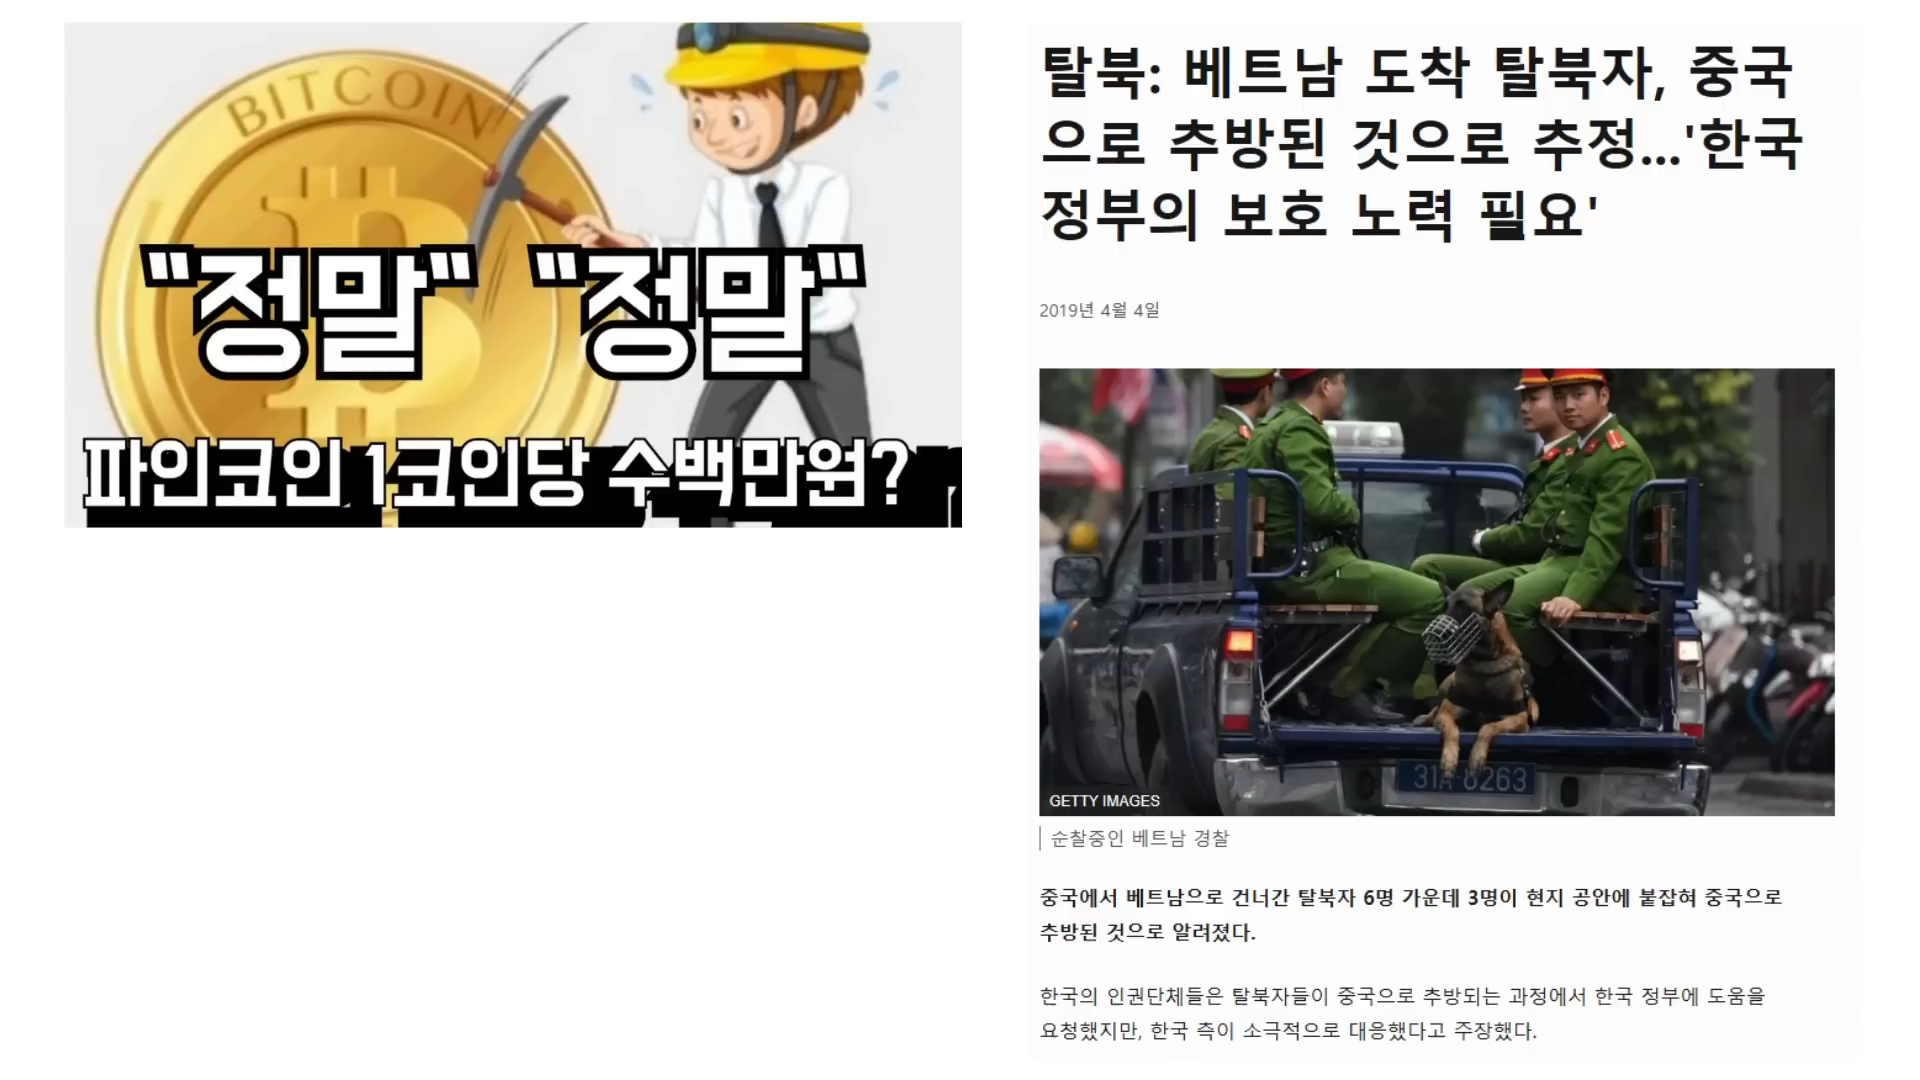 BITCOIN
"정말" "정말"
파인코인 1코인당 수백만원?
탈북: 베트남 도착 탈북자, 중국
으로 추방된 것으로 추정...'한국
정부의 보호 노력 필요'
2019년 4월 4일
31A-8263
GETTY IMAGES
순찰중인 베트남 경찰
중국에서 베트남으로 건너간 탈북자 6명 가운데 3명이 현지 공안에 붙잡혀 중국으로
추방된 것으로 알려졌다.
한국의 인권단체들은 탈북자들이 중국으로 추방되는 과정에서 한국 정부에 도움을
요청했지만, 한국 측이 소극적으로 대응했다고 주장했다.